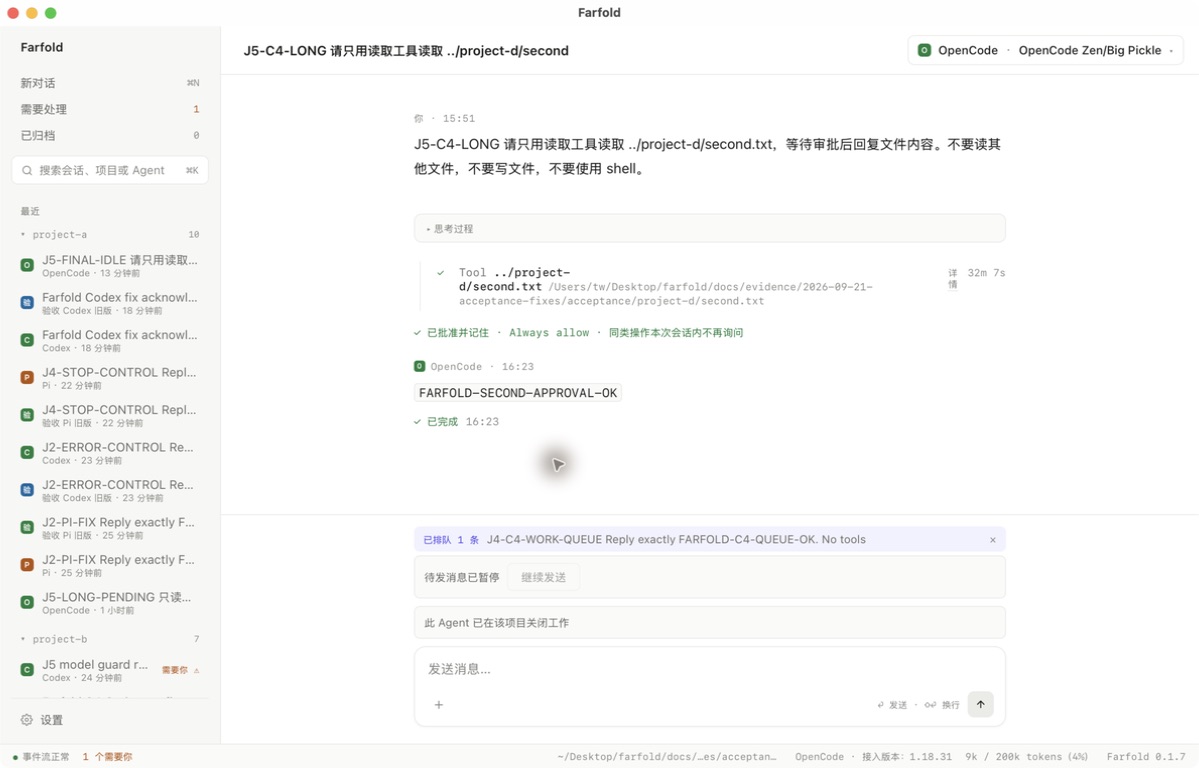 Farfold
Farfold
新对话 ⌘N
需要处理 1
已归档 0
搜索会话、项目或 Agent ⌘K
最近
project-a 10
J5-FINAL-IDLE 请只用读取...
OpenCode · 13 分钟前
Farfold Codex fix acknowl...
验收 Codex 旧版 · 18 分钟前
Farfold Codex fix acknowl...
Codex · 18 分钟前
J4-STOP-CONTROL Repl...
Pi · 22 分钟前
J4-STOP-CONTROL Repl...
验收 Pi 旧版 · 22 分钟前
J2-ERROR-CONTROL Re...
Codex · 23 分钟前
J2-ERROR-CONTROL Re...
验收 Codex 旧版 · 23 分钟前
J2-PI-FIX Reply exactly F...
验收 Pi 旧版 · 25 分钟前
J2-PI-FIX Reply exactly F...
Pi · 25 分钟前
J5-LONG-PENDING 只读...
OpenCode · 1 小时前
project-b 7
J5 model guard r... 需要你
Codex · 24 分钟前
设置
J5-C4-LONG 请只用读取工具读取 ../project-d/second
OpenCode · OpenCode Zen/Big Pickle
你 · 15:51
J5-C4-LONG 请只用读取工具读取 ../project-d/second.txt，等待审批后回复文件内容。不要读其
他文件，不要写文件，不要使用 shell。
思考过程
Tool ../project-
d/second.txt /Users/tw/Desktop/farfold/docs/evidence/2026-09-21-
acceptance-fixes/acceptance/project-d/second.txt
详情 32m 7s
✓ 已批准并记住 · Always allow · 同类操作本次会话内不再询问
OpenCode · 16:23
FARFOLD-SECOND-APPROVAL-OK
✓ 已完成 16:23
已排队 1 条 J4-C4-WORK-QUEUE Reply exactly FARFOLD-C4-QUEUE-OK. No tools ×
待发消息已暂停 继续发送
此 Agent 已在该项目关闭工作
发送消息...
发送 · 换行
事件流正常 1 个需要你
~/Desktop/farfold/docs/…es/acceptan… OpenCode · 接入版本: 1.18.31 9k / 200k tokens (4%) Farfold 0.1.7